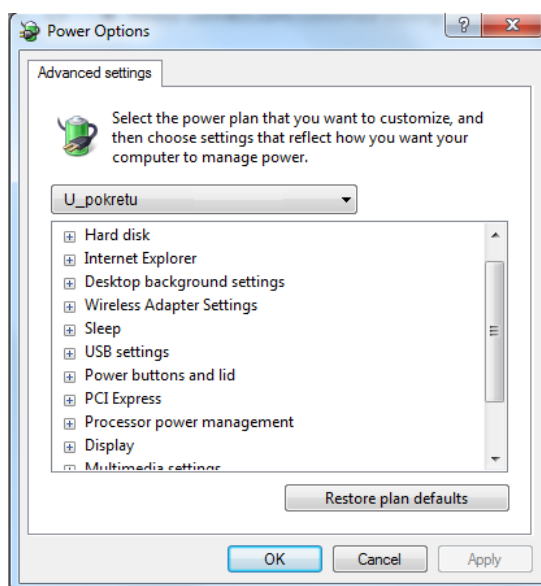 Power Options
Advanced settings
Select the power plan that you want to customize, and
then choose settings that reflect how you want your
computer to manage power.
U_pokretu
Hard disk
Internet Explorer
Desktop background settings
Wireless Adapter Settings
Sleep
USB settings
Power buttons and lid
PCI Express
Processor power management
Display
Multimedia settings
Restore plan defaults
OK Cancel Apply